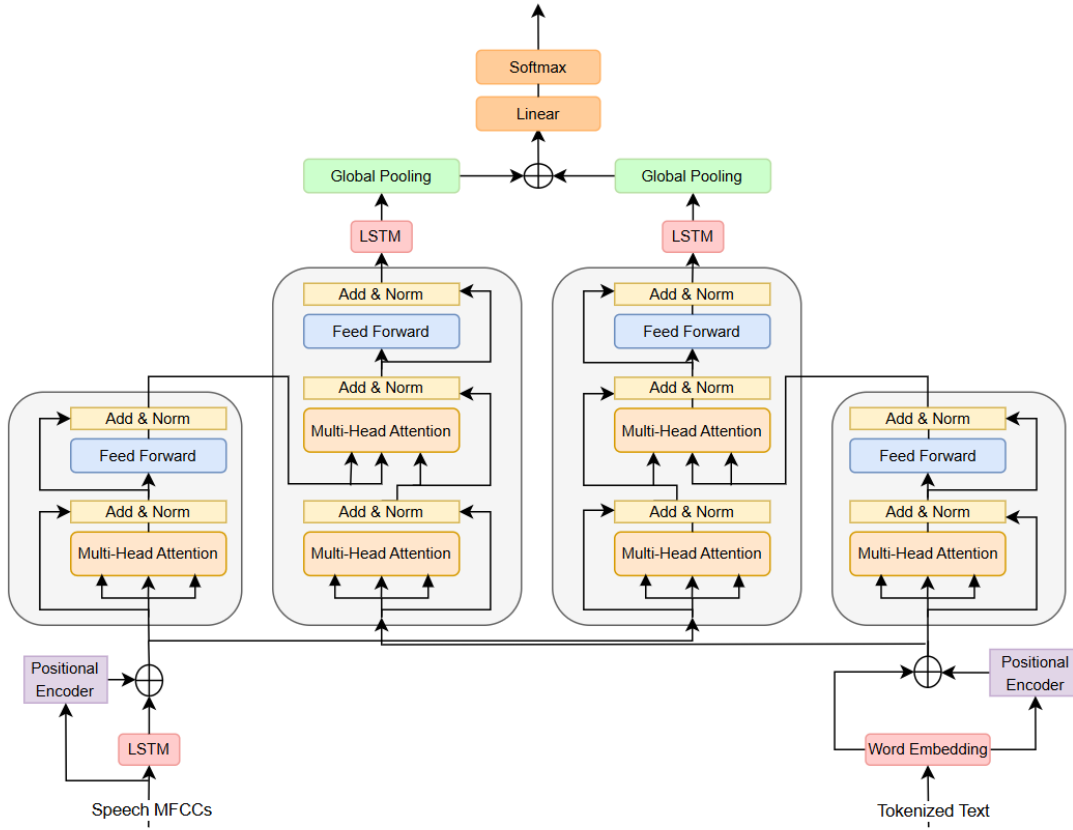 Softmax
Linear
Global Pooling
Global Pooling
LSTM
LSTM
Add & Norm
Add & Norm
Feed Forward
Feed Forward
Add & Norm
Add & Norm
Add & Norm
Add & Norm
Multi-Head Attention
Multi-Head Attention
Feed Forward
Feed Forward
Add & Norm
Add & Norm
Add & Norm
Add & Norm
Multi-Head Attention
Multi-Head Attention
Multi-Head Attention
Multi-Head Attention
Positional
Encoder
Positional
Encoder
LSTM
Word Embedding
Speech MFCCs
Tokenized Text